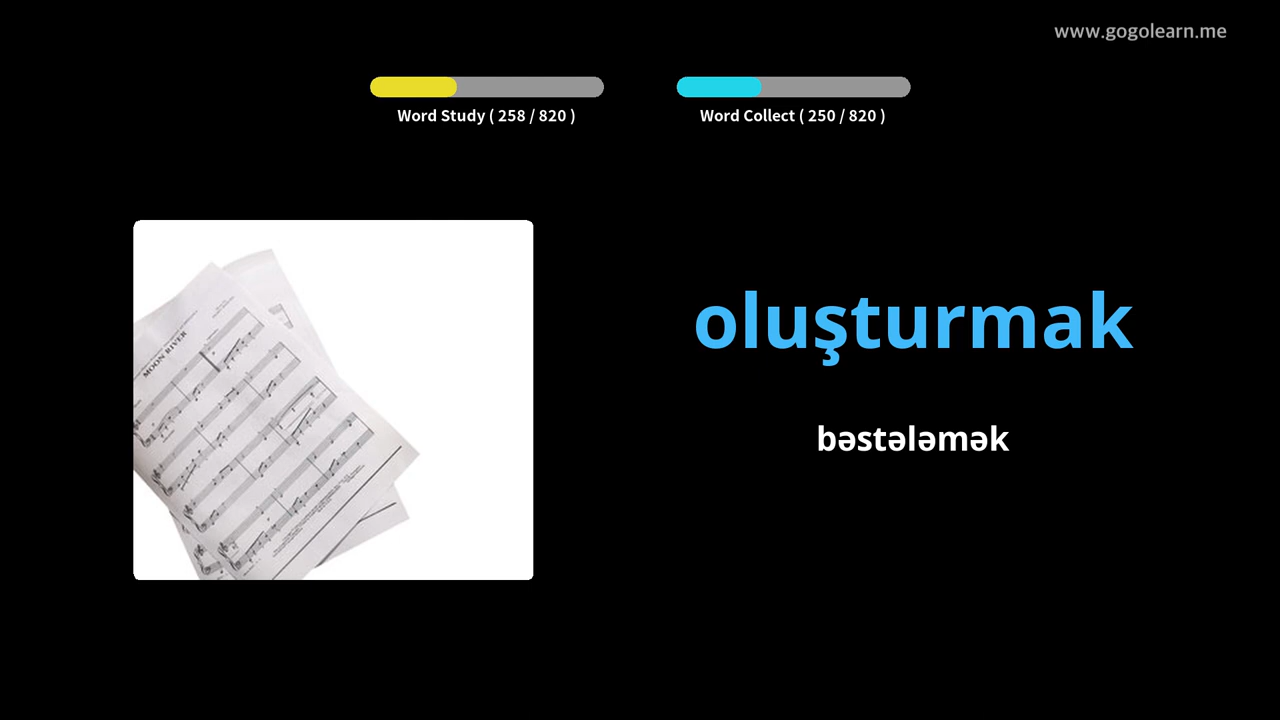 www.gogolearn.me
Word Study ( 258 / 820 )
Word Collect ( 250 / 820 )
MOON RIVER
oluşturmak
bəstələmək